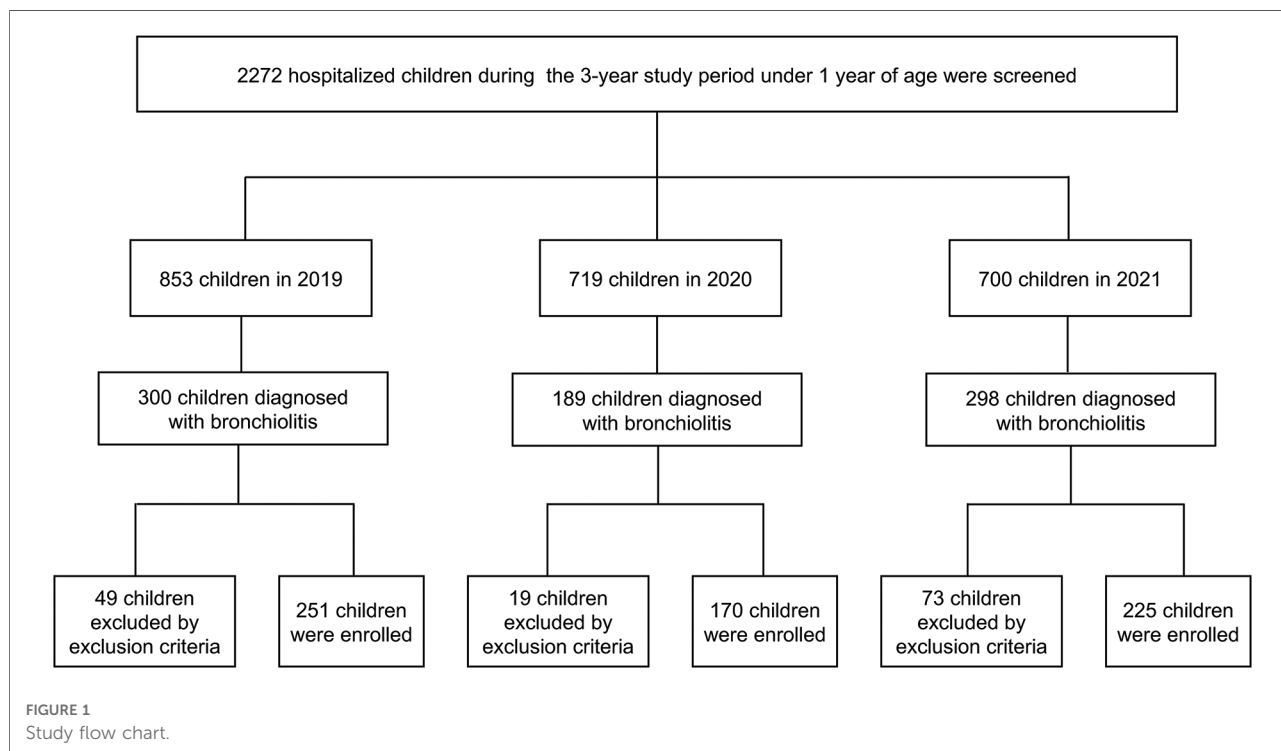 2272 hospitalized children during the 3-year study period under 1 year of age were screened
853 children in 2019
719 children in 2020
700 children in 2021
300 children diagnosed
with bronchiolitis
189 children diagnosed
with bronchiolitis
298 children diagnosed
with bronchiolitis
49 children
excluded by
exclusion criteria
251 children
were enrolled
19 children
excluded by
exclusion criteria
170 children
were enrolled
73 children
excluded by
exclusion criteria
225 children
were enrolled
FIGURE 1
Study flow chart.